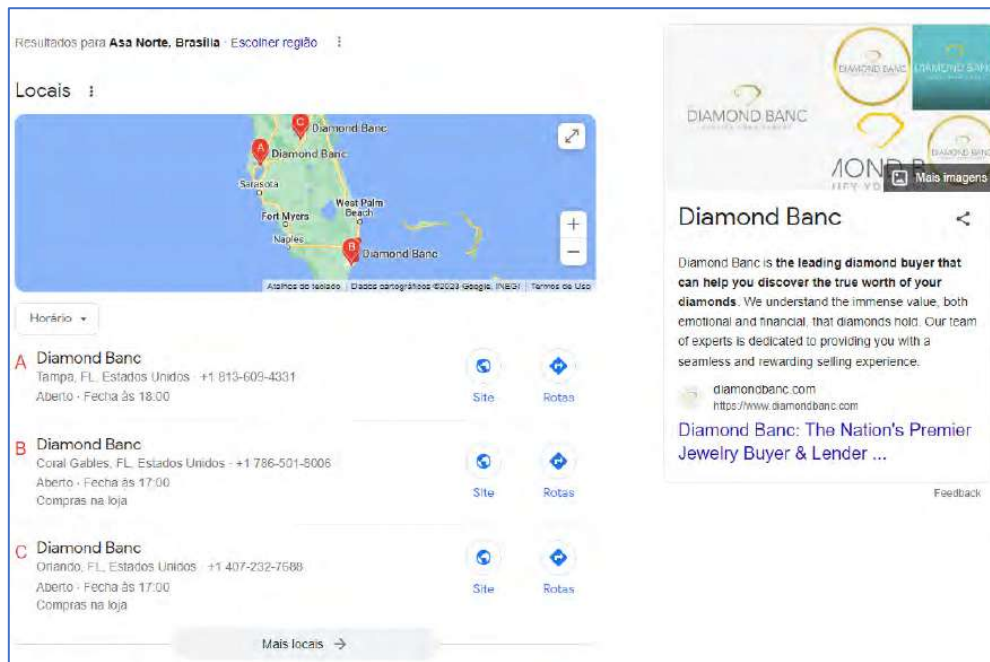 Resultados para Asa Norte, Brasília · Escolher região
Locais
C
Diamond Banc
A
Diamond Banc
Sarasota
West Palm
Beach
Fort Myers
Naples
B
Diamond Banc
+
−
Atalhos do teclado
Dados cartográficos ©2023 Google, INEGI
Termos de Uso
Horário
A Diamond Banc
Tampa, FL, Estados Unidos · +1 813-609-4331
Aberto · Fecha às 18:00
Site
Rotas
B Diamond Banc
Coral Gables, FL, Estados Unidos · +1 786-501-8006
Aberto · Fecha às 17:00
Compras na loja
Site
Rotas
C Diamond Banc
Orlando, FL, Estados Unidos · +1 407-232-7688
Aberto · Fecha às 17:00
Compras na loja
Site
Rotas
Mais locais →
DIAMOND BANC
DIAMOND BANC
DIAMOND BANC
DIAMOND BANC
Mais imagens
Diamond Banc
Diamond Banc is the leading diamond buyer that
can help you discover the true worth of your
diamonds. We understand the immense value, both
emotional and financial, that diamonds hold. Our team
of experts is dedicated to providing you with a
seamless and rewarding selling experience.
diamondbanc.com
https://www.diamondbanc.com
Diamond Banc: The Nation's Premier
Jewelry Buyer & Lender ...
Feedback